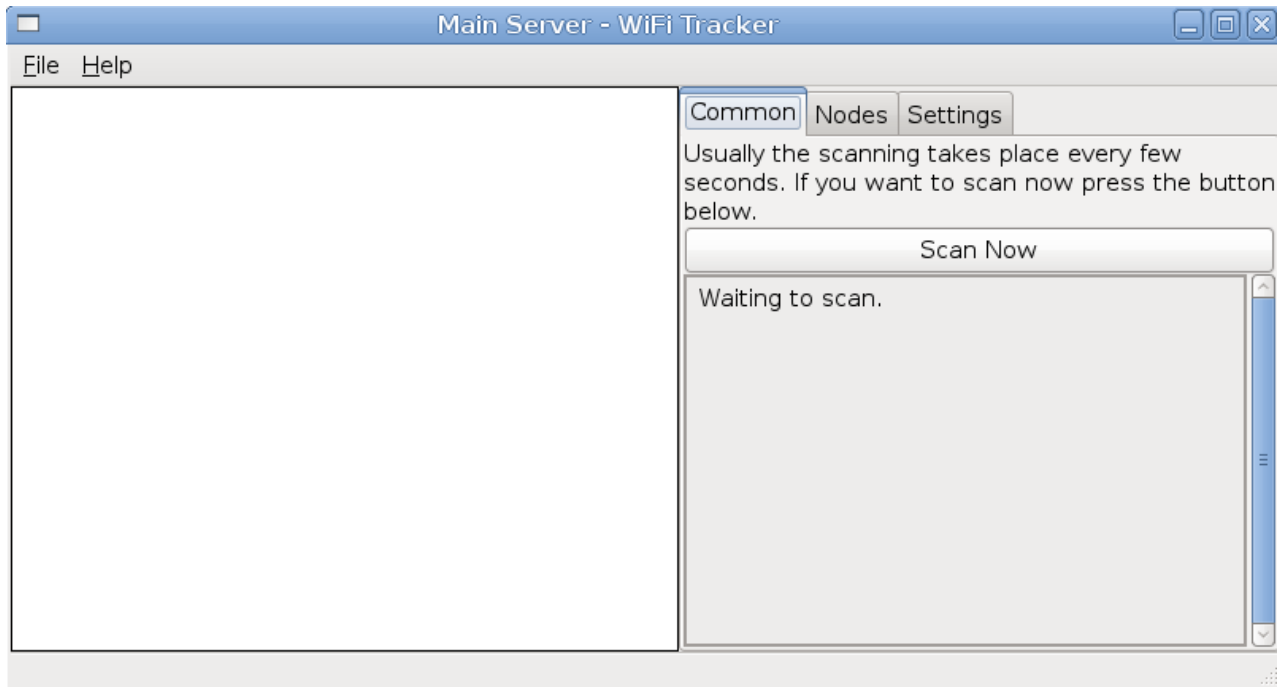 Main Server - WiFi Tracker
File Help
Common Nodes Settings
Usually the scanning takes place every few
seconds. If you want to scan now press the button
below.
Scan Now
Waiting to scan.